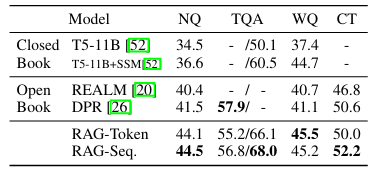 Model NQ TQA WQ CT
Closed T5-11B [52] 34.5 - /50.1 37.4 -
Book T5-11B+SSM[52] 36.6 - /60.5 44.7 -
Open REALM [20] 40.4 - / - 40.7 46.8
Book DPR [26] 41.5 57.9/ - 41.1 50.6
RAG-Token 44.1 55.2/66.1 45.5 50.0
RAG-Seq. 44.5 56.8/68.0 45.2 52.2